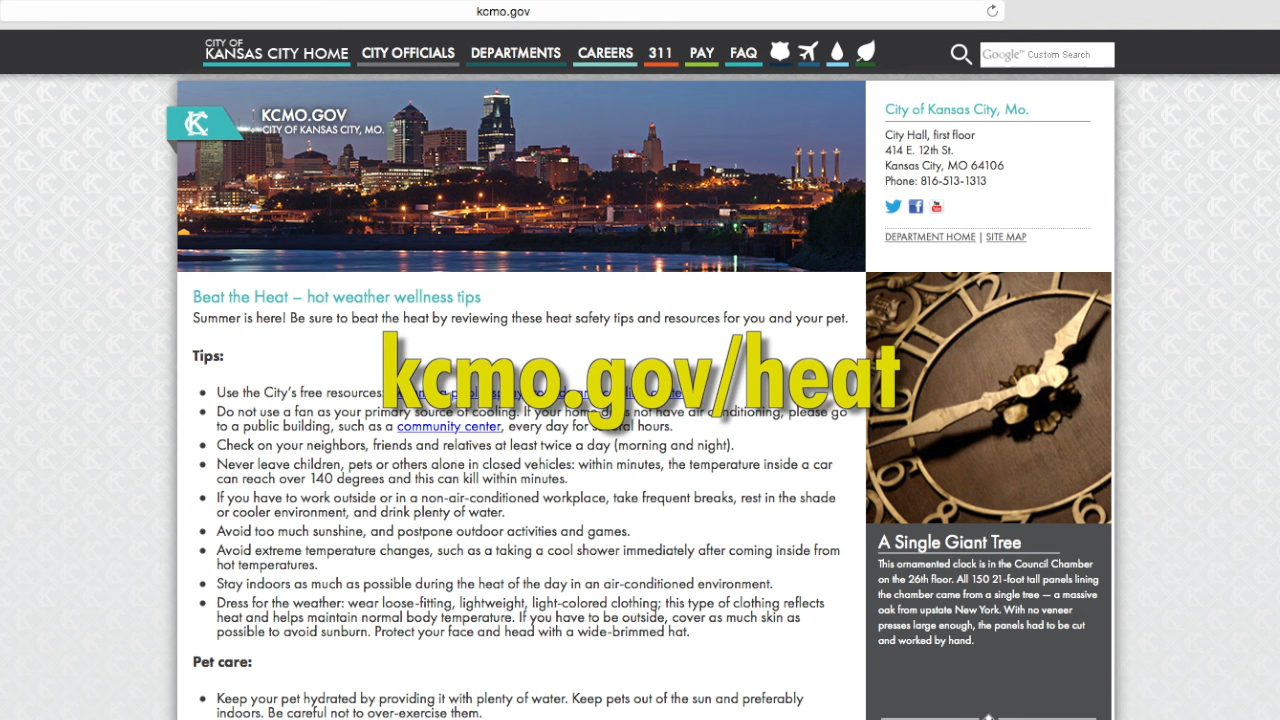 kcmo.gov
CITY OF
KANSAS CITY HOME
CITY OFFICIALS
DEPARTMENTS
CAREERS
311
PAY
FAQ
Google™ Custom Search
KC
KCMO.GOV
CITY OF KANSAS CITY, MO.
City of Kansas City, Mo.
City Hall, first floor
414 E. 12th St.
Kansas City, MO 64106
Phone: 816-513-1313
DEPARTMENT HOME | SITE MAP
Beat the Heat – hot weather wellness tips
Summer is here! Be sure to beat the heat by reviewing these heat safety tips and resources for you and your pet.
kcmo.gov/heat
Tips:
Use the City's free resources:
Do not use a fan as your primary source of cooling. If your home does not have air conditioning, please go
to a public building, such as a community center, every day for several hours.
Check on your neighbors, friends and relatives at least twice a day (morning and night).
Never leave children, pets or others alone in closed vehicles: within minutes, the temperature inside a car
can reach over 140 degrees and this can kill within minutes.
If you have to work outside or in a non-air-conditioned workplace, take frequent breaks, rest in the shade
or cooler environment, and drink plenty of water.
Avoid too much sunshine, and postpone outdoor activities and games.
Avoid extreme temperature changes, such as a taking a cool shower immediately after coming inside from
hot temperatures.
Stay indoors as much as possible during the heat of the day in an air-conditioned environment.
Dress for the weather: wear loose-fitting, lightweight, light-colored clothing; this type of clothing reflects
heat and helps maintain normal body temperature. If you have to be outside, cover as much skin as
possible to avoid sunburn. Protect your face and head with a wide-brimmed hat.
Pet care:
Keep your pet hydrated by providing it with plenty of water. Keep pets out of the sun and preferably
indoors. Be careful not to over-exercise them.
A Single Giant Tree
This ornamented clock is in the Council Chamber
on the 26th floor. All 150 21-foot tall panels lining
the chamber came from a single tree — a massive
oak from upstate New York. With no veneer
presses large enough, the panels had to be cut
and worked by hand.